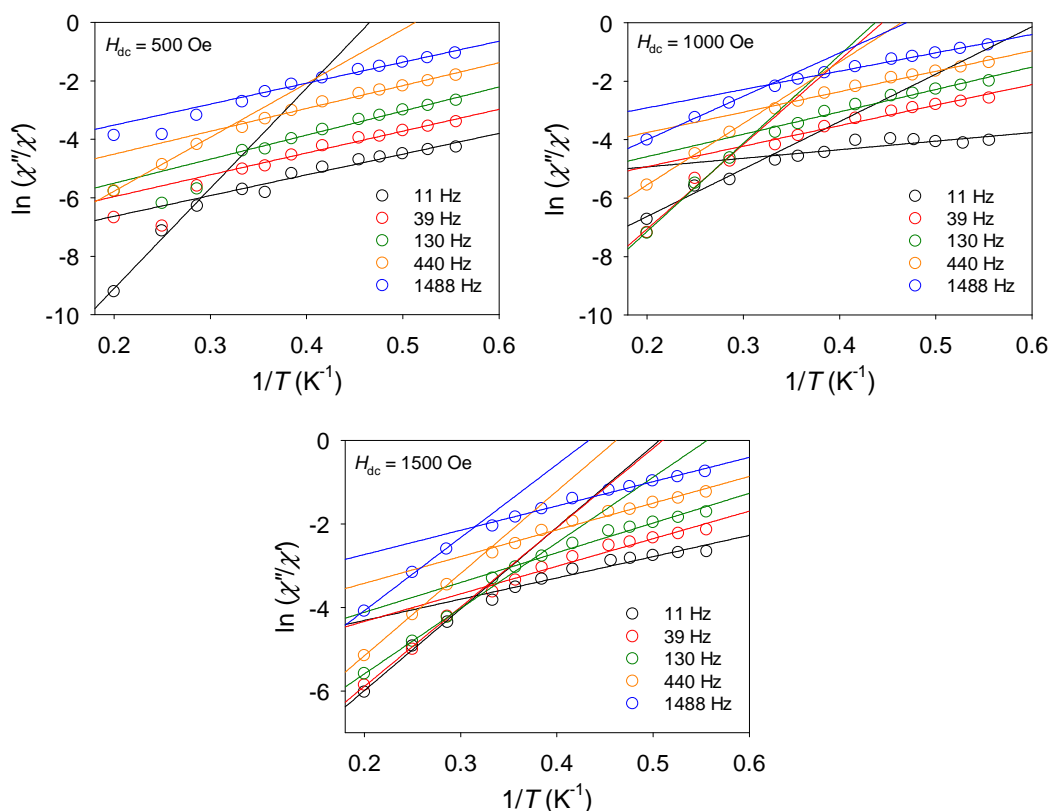 H_dc = 500 Oe
ln (χ''/χ')
0
-2
-4
-6
-8
-10
11 Hz
39 Hz
130 Hz
440 Hz
1488 Hz
0.2 0.3 0.4 0.5 0.6
1/T (K⁻¹)
H_dc = 1000 Oe
ln (χ''/χ')
0
-2
-4
-6
-8
-10
11 Hz
39 Hz
130 Hz
440 Hz
1488 Hz
0.2 0.3 0.4 0.5 0.6
1/T (K⁻¹)
H_dc = 1500 Oe
ln (χ''/χ')
0
-2
-4
-6
11 Hz
39 Hz
130 Hz
440 Hz
1488 Hz
0.2 0.3 0.4 0.5 0.6
1/T (K⁻¹)